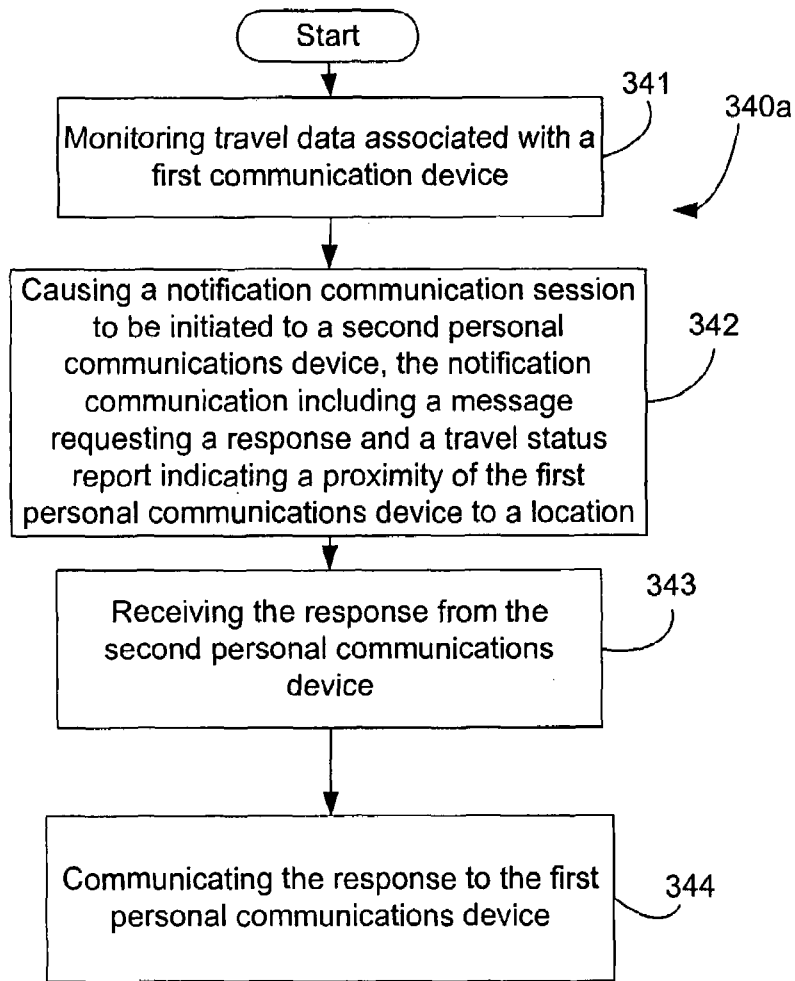 Start
341
340a
Monitoring travel data associated with a
first communication device
Causing a notification communication session
to be initiated to a second personal
communications device, the notification
communication including a message
requesting a response and a travel status
report indicating a proximity of the first
personal communications device to a location
342
343
Receiving the response from the
second personal communications
device
Communicating the response to the first
personal communications device
344